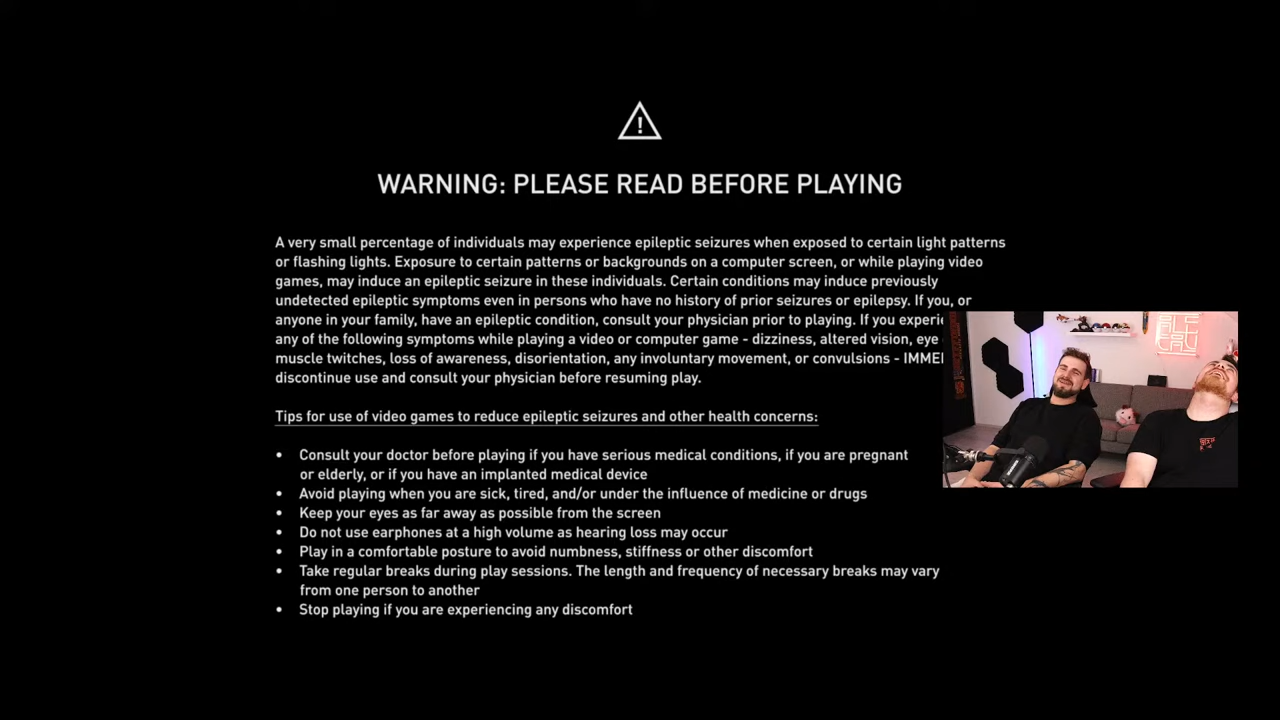 WARNING: PLEASE READ BEFORE PLAYING
A very small percentage of individuals may experience epileptic seizures when exposed to certain light patterns
or flashing lights. Exposure to certain patterns or backgrounds on a computer screen, or while playing video
games, may induce an epileptic seizure in these individuals. Certain conditions may induce previously
undetected epileptic symptoms even in persons who have no history of prior seizures or epilepsy. If you, or
anyone in your family, have an epileptic condition, consult your physician prior to playing. If you experie
any of the following symptoms while playing a video or computer game - dizziness, altered vision, eye
muscle twitches, loss of awareness, disorientation, any involuntary movement, or convulsions - IMME
discontinue use and consult your physician before resuming play.
Tips for use of video games to reduce epileptic seizures and other health concerns:
• Consult your doctor before playing if you have serious medical conditions, if you are pregnant
or elderly, or if you have an implanted medical device
• Avoid playing when you are sick, tired, and/or under the influence of medicine or drugs
• Keep your eyes as far away as possible from the screen
• Do not use earphones at a high volume as hearing loss may occur
• Play in a comfortable posture to avoid numbness, stiffness or other discomfort
• Take regular breaks during play sessions. The length and frequency of necessary breaks may vary
from one person to another
• Stop playing if you are experiencing any discomfort